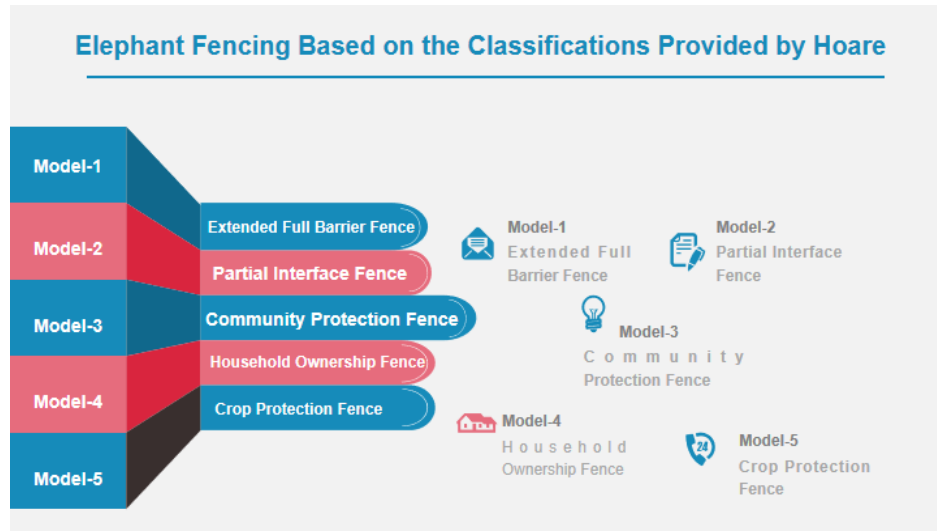 Elephant Fencing Based on the Classifications Provided by Hoare
Model-1
Model-2
Model-3
Model-4
Model-5
Extended Full Barrier Fence
Partial Interface Fence
Community Protection Fence
Household Ownership Fence
Crop Protection Fence
Model-1
Extended Full
Barrier Fence
Model-2
Partial Interface
Fence
Model-3
Community
Protection Fence
Model-4
Household
Ownership Fence
24
Model-5
Crop Protection
Fence